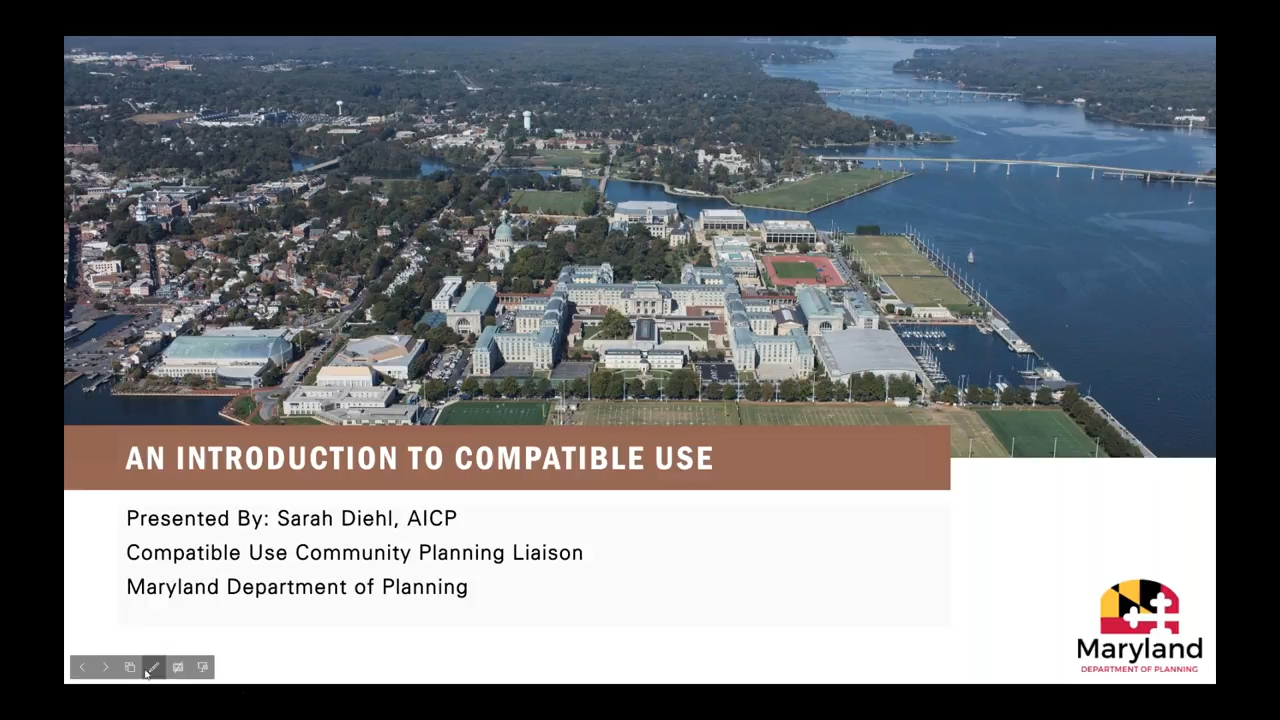 AN INTRODUCTION TO COMPATIBLE USE
Presented By: Sarah Diehl, AICP
Compatible Use Community Planning Liaison
Maryland Department of Planning
Maryland
DEPARTMENT OF PLANNING